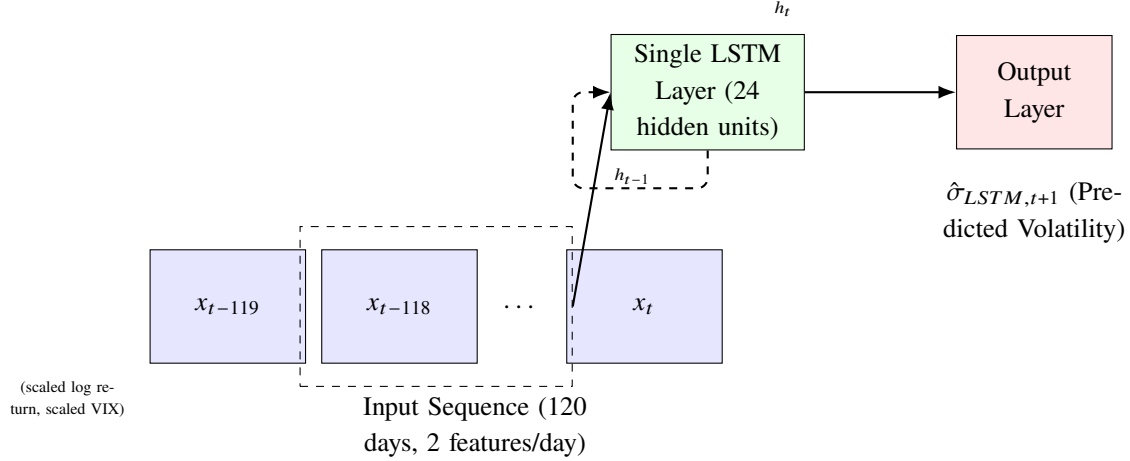 h_t
Single LSTM
Layer (24
hidden units)
Output
Layer
h_{t−1}
σ̂_{LSTM,t+1} (Pre-
dicted Volatility)
x_{t−119}
x_{t−118}
...
x_t
(scaled log re-
turn, scaled VIX)
Input Sequence (120
days, 2 features/day)